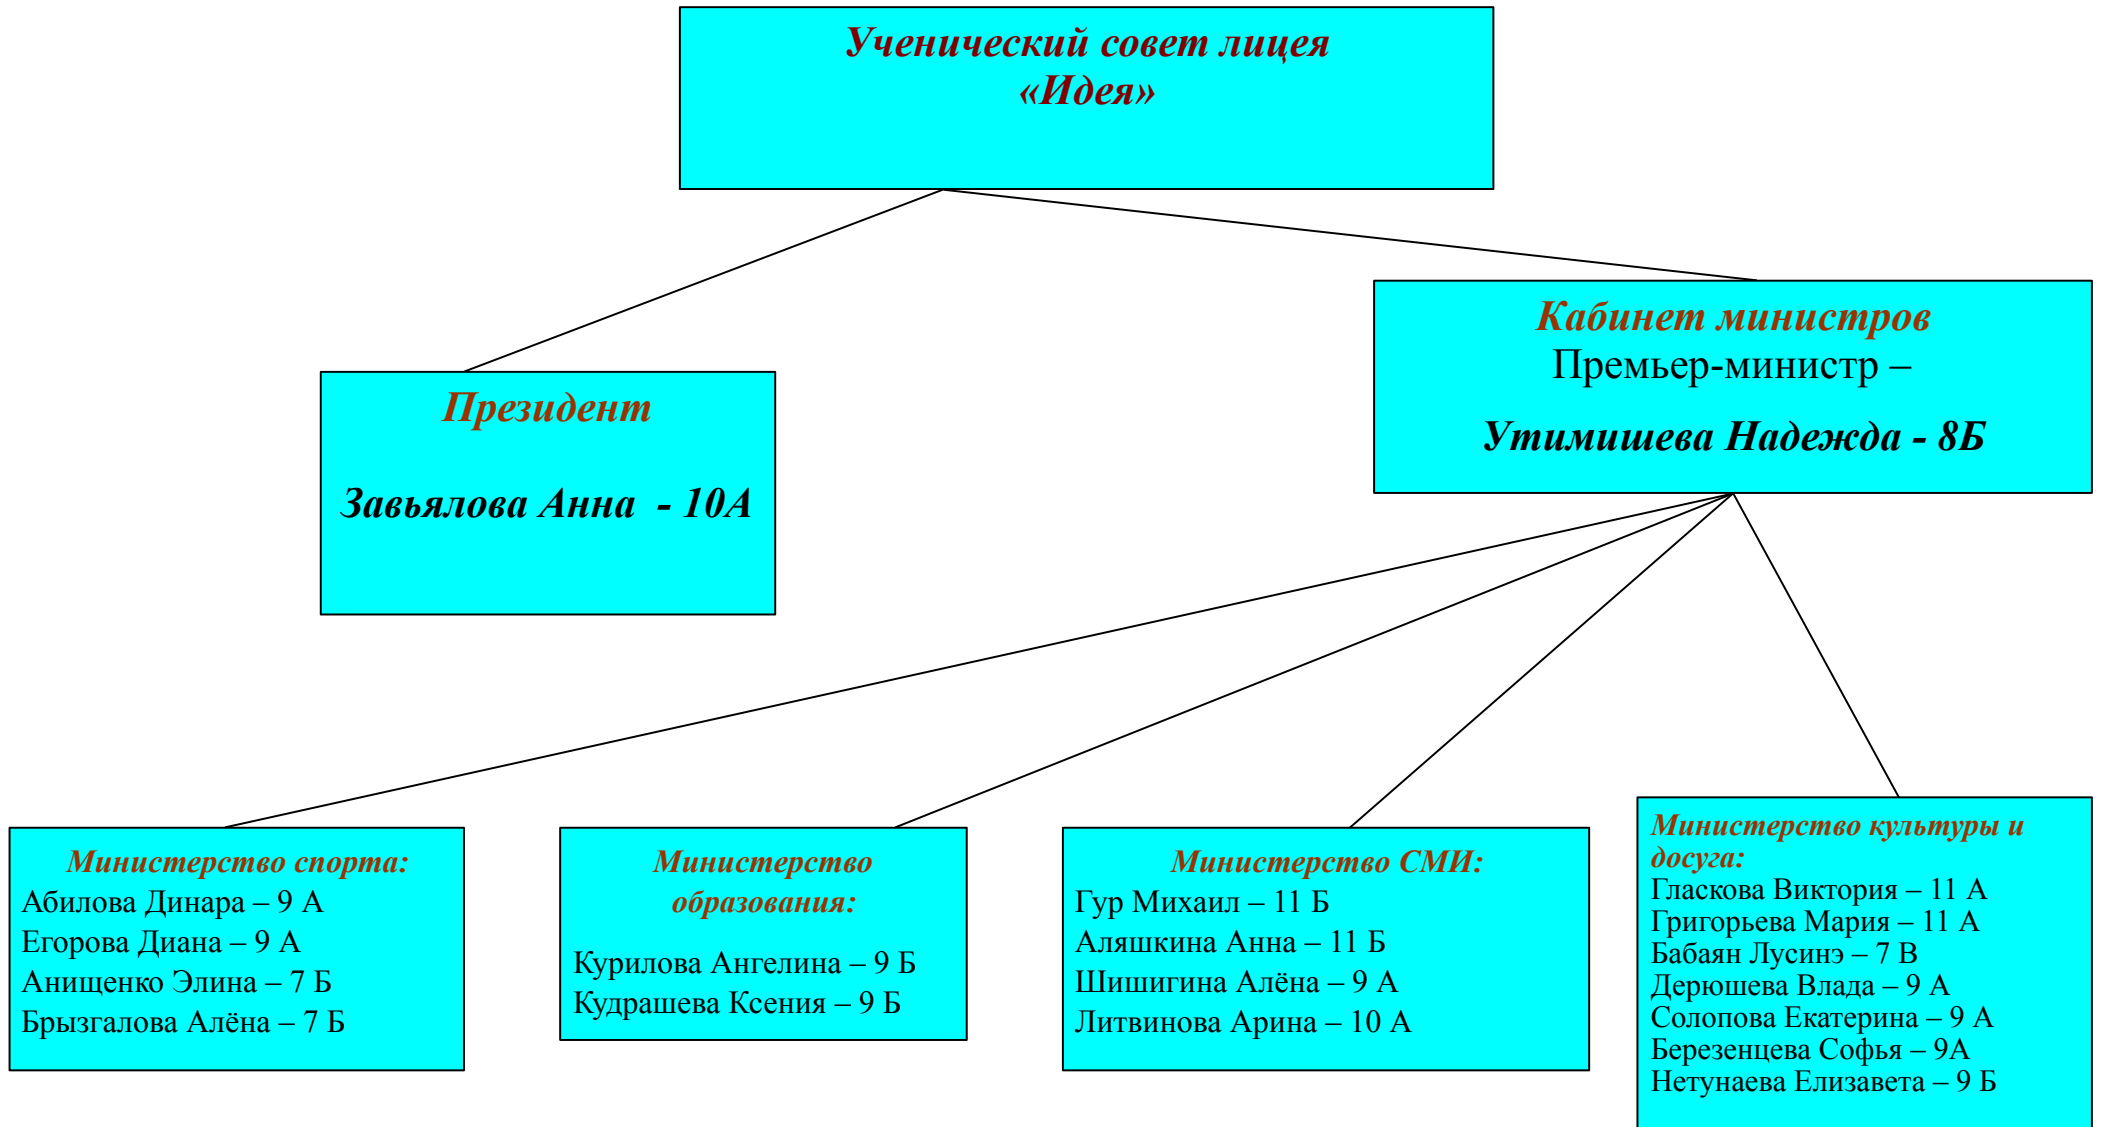 Ученический совет лицея
«Идея»
Кабинет министров
Премьер-министр –
Утимишева Надежда - 8Б
Президент
Завьялова Анна  - 10А
Министерство спорта:
Абилова Динара – 9 А
Егорова Диана – 9 А
Анищенко Элина – 7 Б
Брызгалова Алёна – 7 Б
Министерство
образования:
Курилова Ангелина – 9 Б
Кудрашева Ксения – 9 Б
Министерство СМИ:
Гур Михаил – 11 Б
Аляшкина Анна – 11 Б
Шишигина Алёна – 9 А
Литвинова Арина – 10 А
Министерство культуры и
досуга:
Гласкова Виктория – 11 А
Григорьева Мария – 11 А
Бабаян Лусинэ – 7 В
Дерюшева Влада – 9 А
Солопова Екатерина – 9 А
Березенцева Софья – 9А
Нетунаева Елизавета – 9 Б